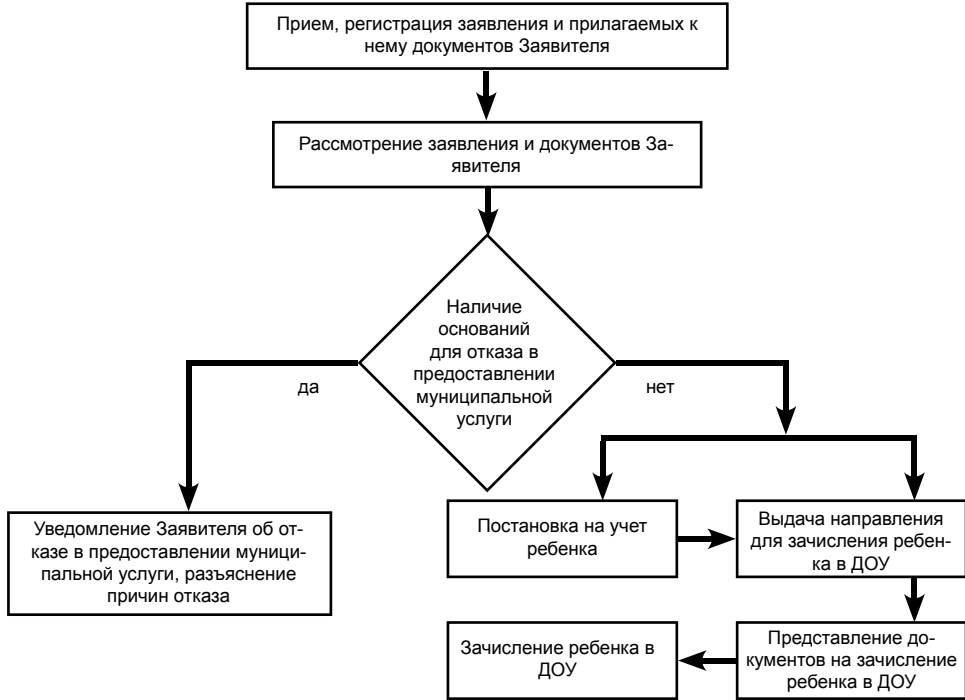 Прием, регистрация заявления и прилагаемых к
нему документов Заявителя
Рассмотрение заявления и документов За-
явителя
Наличие
оснований
для отказа в
предоставлении
муниципальной
услуги
да
нет
Уведомление Заявителя об от-
казе в предоставлении муници-
пальной услуги, разъяснение
причин отказа
Постановка на учет
ребенка
Выдача направления
для зачисления ребен-
ка в ДОУ
Зачисление ребенка в
ДОУ
Представление до-
кументов на зачисление
ребенка в ДОУ